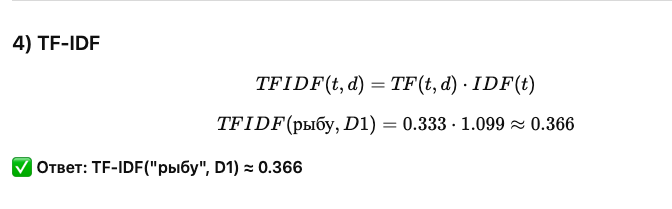 4) TF-IDF
TFIDF(t, d) = TF(t, d) · IDF(t)
TFIDF(рыбу, D1) = 0.333 · 1.099 ≈ 0.366
✅ Ответ: TF-IDF("рыбу", D1) ≈ 0.366